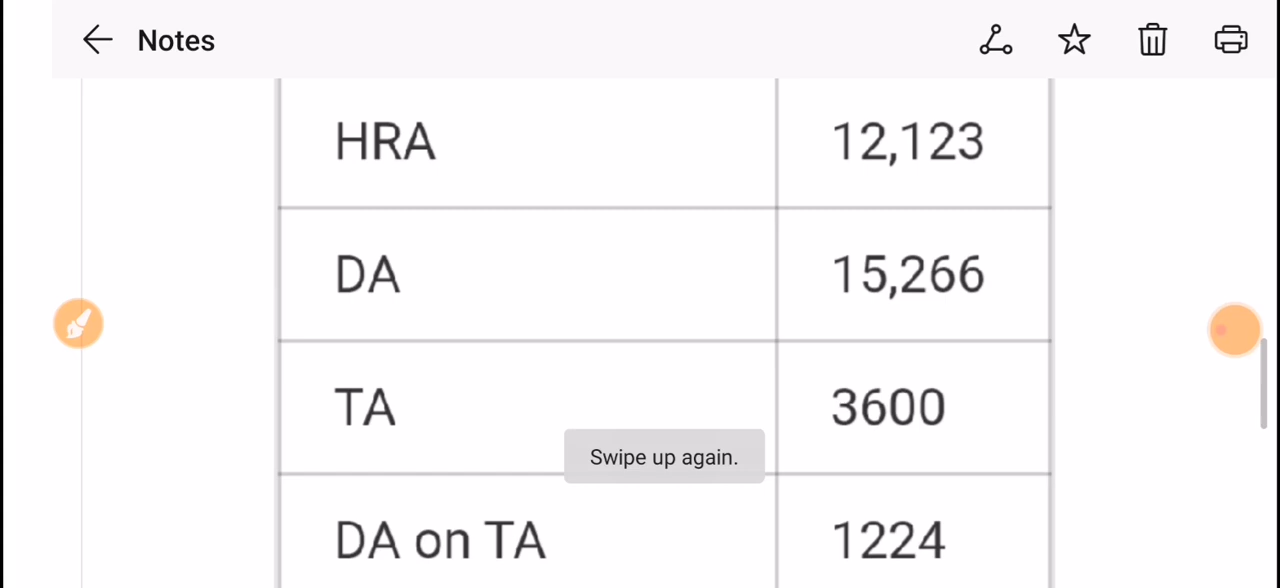 Notes
HRA 12,123
DA 15,266
TA 3600
Swipe up again.
DA on TA 1224